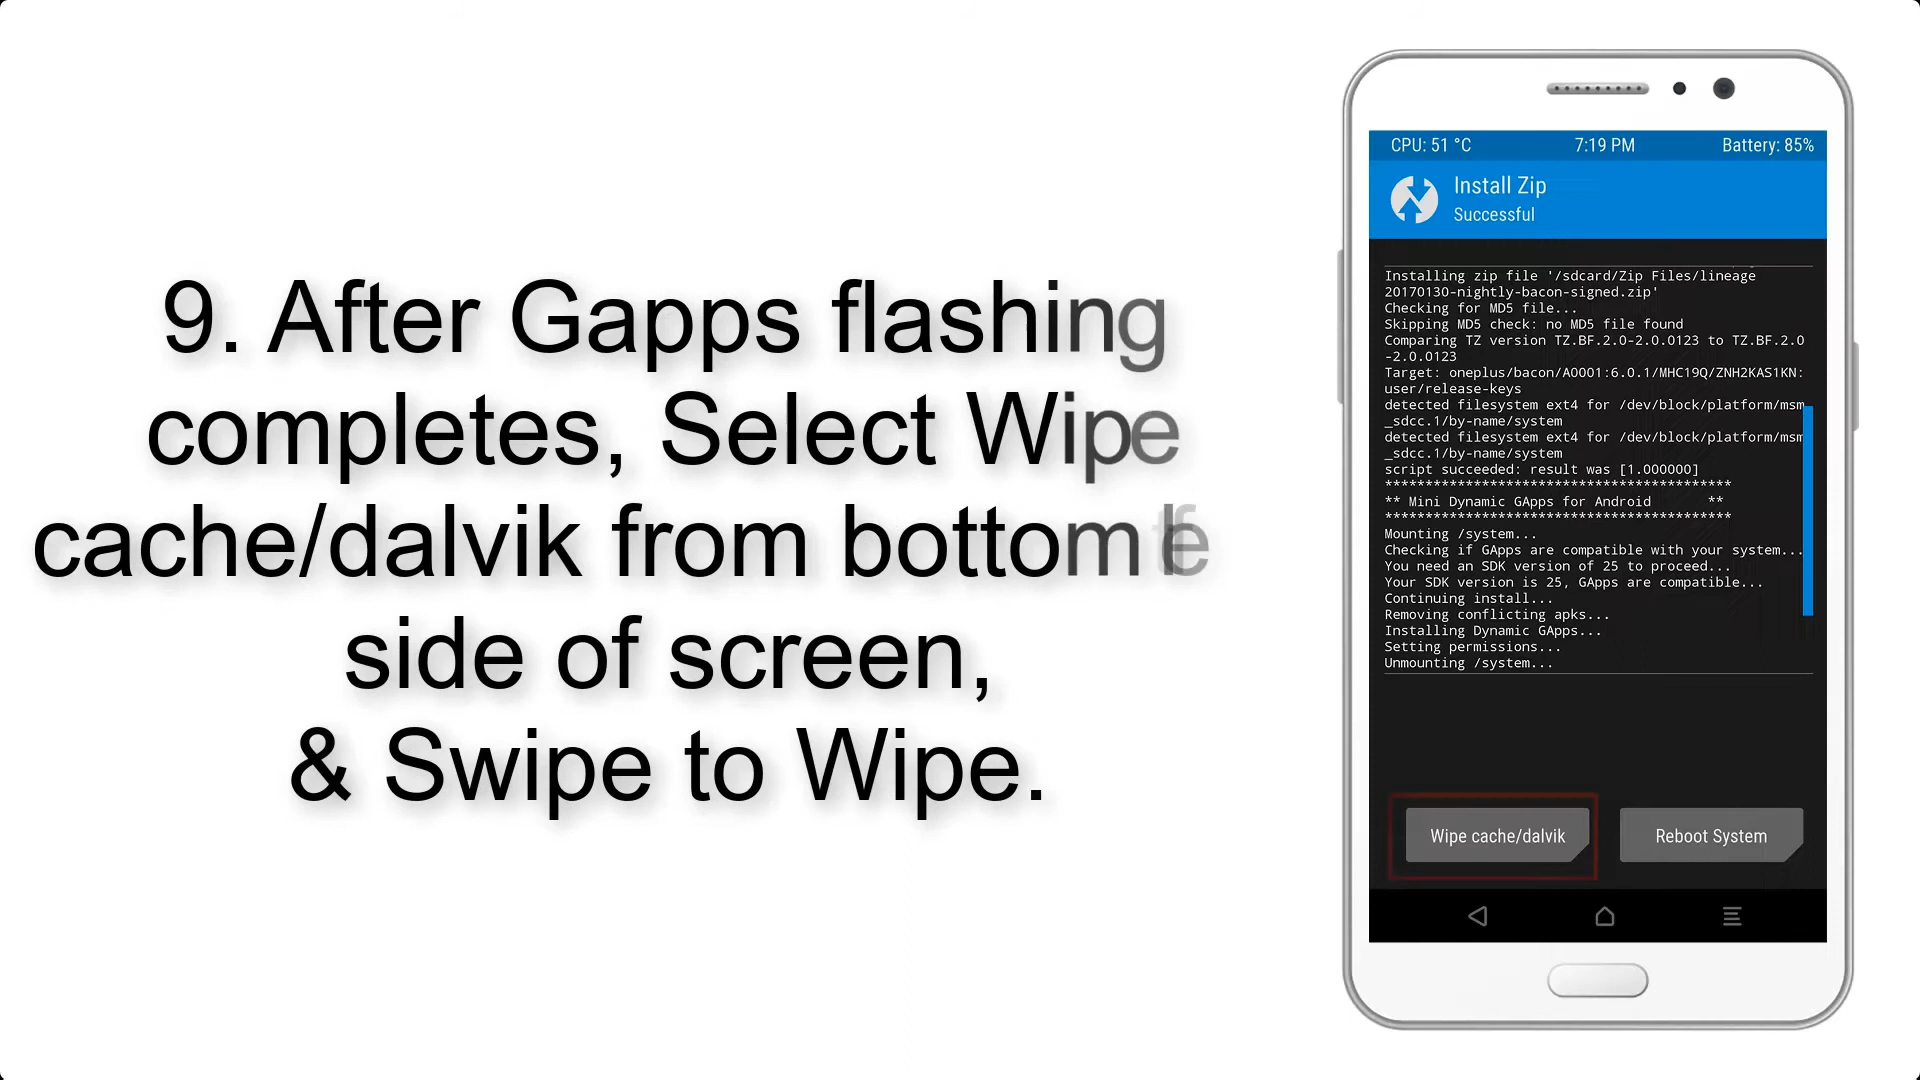 9. After Gapps flashing
completes, Select Wipe
cache/dalvik from bottom
side of screen,
& Swipe to Wipe.
CPU: 51 °C 7:19 PM Battery: 85%
Install Zip
Successful
Installing zip file '/sdcard/Zip Files/lineage
20170130-nightly-bacon-signed.zip'
Checking for MD5 file...
Skipping MD5 check: no MD5 file found
Comparing TZ version TZ.BF.2.0-2.0.0123 to TZ.BF.2.0
-2.0.0123
Target: oneplus/bacon/A0001:6.0.1/MHC19Q/ZNH2KAS1KN:
user/release-keys
detected filesystem ext4 for /dev/block/platform/msm
_sdcc.1/by-name/system
detected filesystem ext4 for /dev/block/platform/msm
_sdcc.1/by-name/system
script succeeded: result was [1.000000]
******************************************
** Mini Dynamic GApps for Android **
******************************************
Mounting /system...
Checking if GApps are compatible with your system...
You need an SDK version of 25 to proceed...
Your SDK version is 25, GApps are compatible...
Continuing install...
Removing conflicting apks...
Installing Dynamic GApps...
Setting permissions...
Unmounting /system...
Wipe cache/dalvik Reboot System